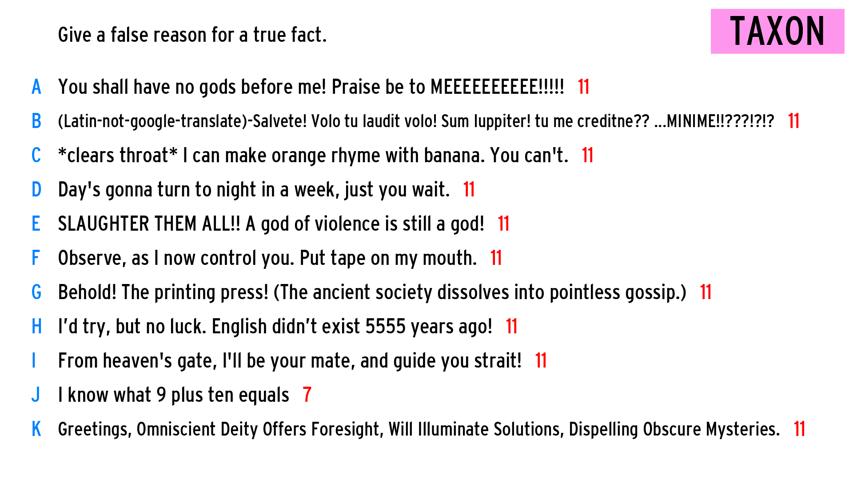 Give a false reason for a true fact.
TAXON
A You shall have no gods before me! Praise be to MEEEEEEEEEE!!!!! 11
B (Latin-not-google-translate)-Salvete! Volo tu laudit volo! Sum Iuppiter! tu me creditne?? ...MINIME!!???!?!? 11
C *clears throat* I can make orange rhyme with banana. You can't. 11
D Day's gonna turn to night in a week, just you wait. 11
E SLAUGHTER THEM ALL!! A god of violence is still a god! 11
F Observe, as I now control you. Put tape on my mouth. 11
G Behold! The printing press! (The ancient society dissolves into pointless gossip.) 11
H I’d try, but no luck. English didn’t exist 5555 years ago! 11
I From heaven's gate, I'll be your mate, and guide you strait! 11
J I know what 9 plus ten equals 7
K Greetings, Omniscient Deity Offers Foresight, Will Illuminate Solutions, Dispelling Obscure Mysteries. 11